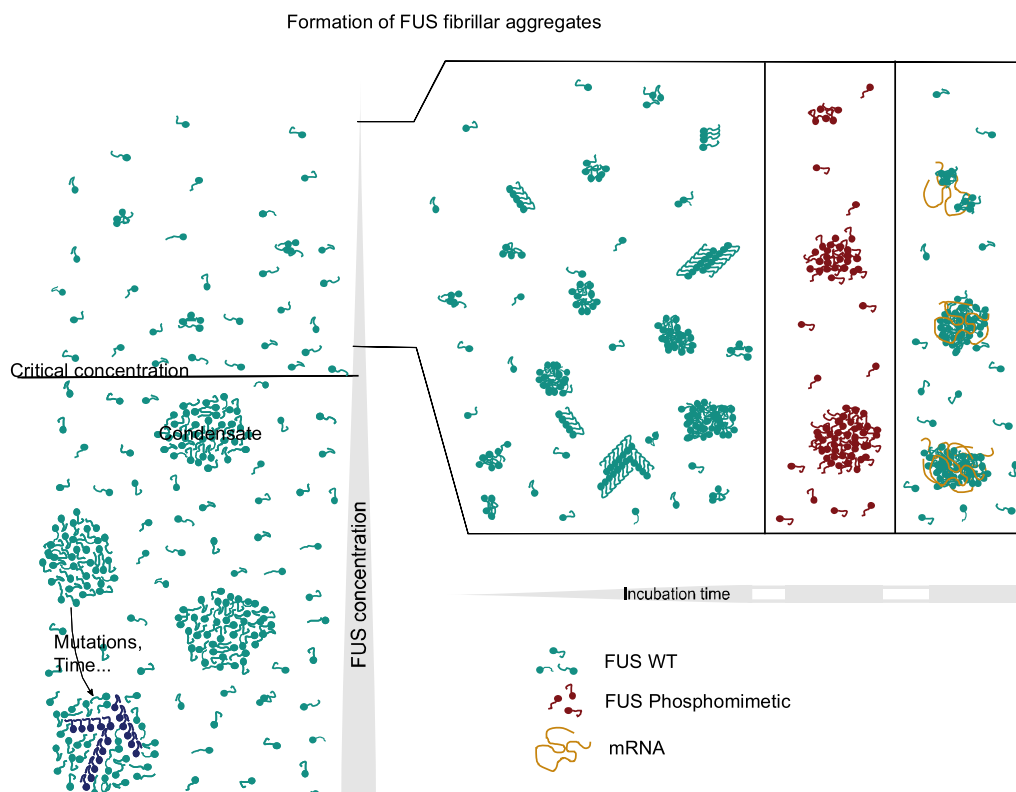 Formation of FUS fibrillar aggregates
Critical concentration
Condensate
Mutations,
Time...
FUS concentration
Incubation time
FUS WT
FUS Phosphomimetic
mRNA